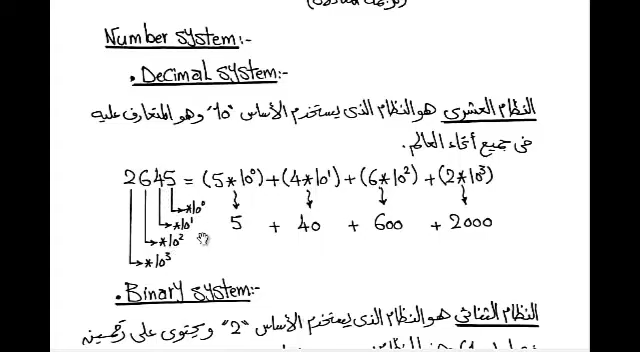 Number system:-
• Decimal system:-
النظام العشرى هو النظام الذى يستخدم الأساس "10" وهو المتعارف عليه
فى جميع أنحاء العالم.
2645 = (5*10⁰)+(4*10¹)+(6*10²)+(2*10³)
*10⁰
5 + 40 + 600 + 2000
*10¹
*10²
*10³
• Binary system:-
النظام الثنائى هو النظام الذى يستخدم الأساس "2" ويحتوى على رقمين